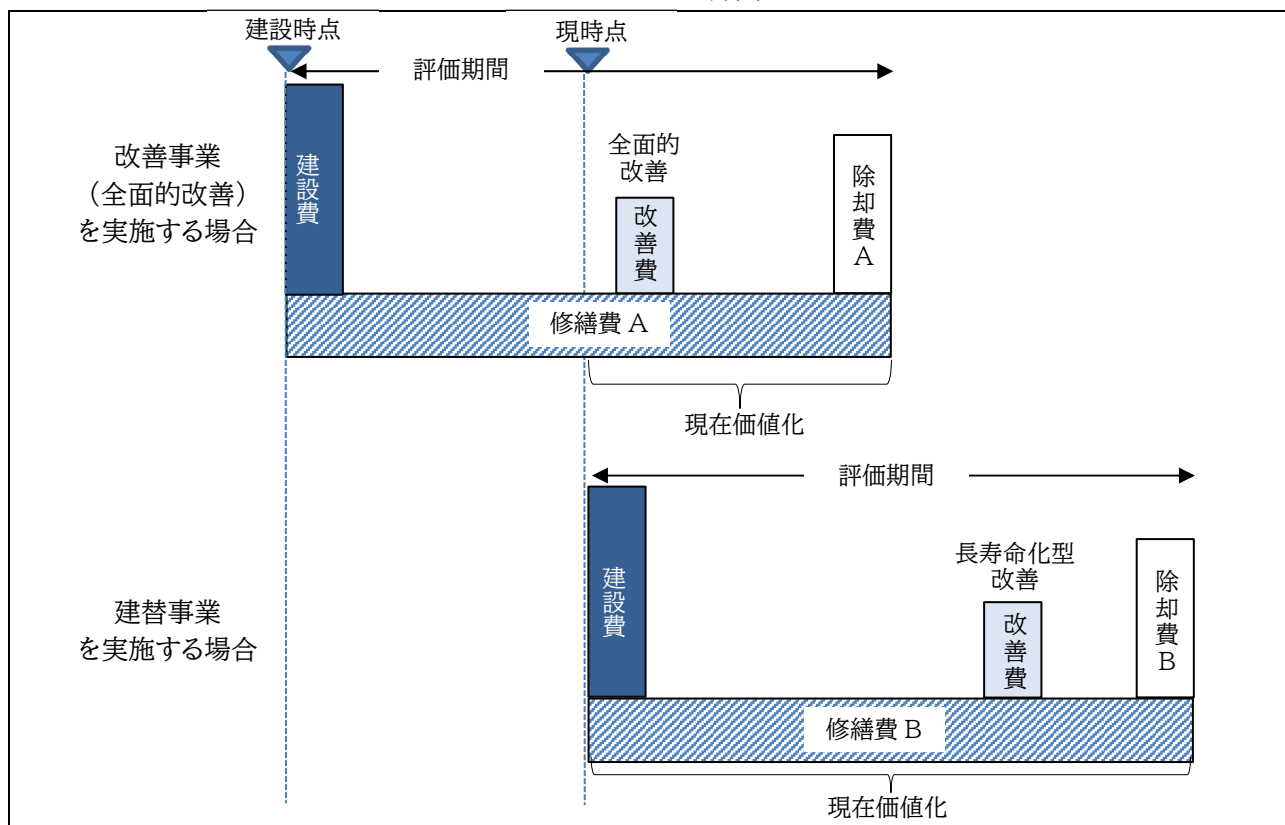 建設時点
現時点
評価期間
改善事業
（全面的改善）
を実施する場合
建設費
全面的
改善
改善費
除却費A
修繕費 A
現在価値化
評価期間
建替事業
を実施する場合
建設費
長寿命化型
改善
改善費
除却費B
修繕費 B
現在価値化